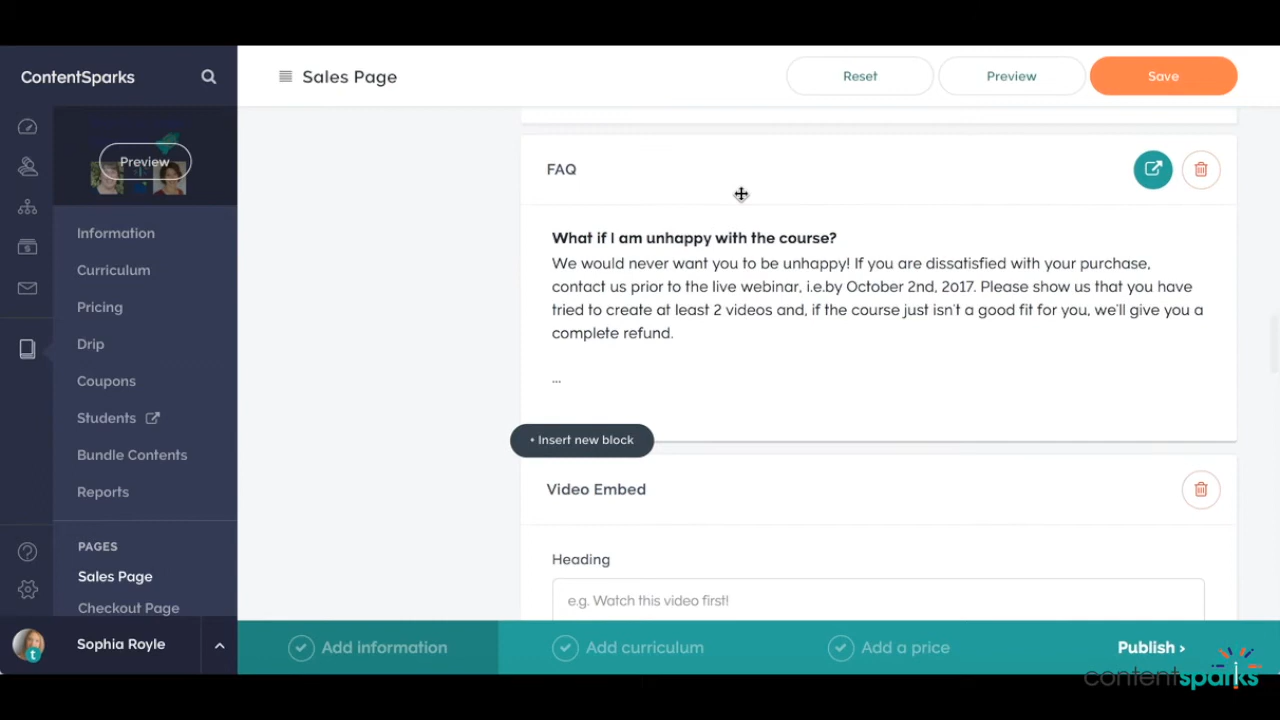 ContentSparks
Sales Page
Reset
Preview
Save
Preview
Information
Curriculum
Pricing
Drip
Coupons
Students
Bundle Contents
Reports
PAGES
Sales Page
Checkout Page
Sophia Royle
t
FAQ
What if I am unhappy with the course?
We would never want you to be unhappy! If you are dissatisfied with your purchase,
contact us prior to the live webinar, i.e.by October 2nd, 2017. Please show us that you have
tried to create at least 2 videos and, if the course just isn't a good fit for you, we'll give you a
complete refund.
...
+ Insert new block
Video Embed
Heading
e.g. Watch this video first!
Add information
Add curriculum
Add a price
Publish ›
contentsparks